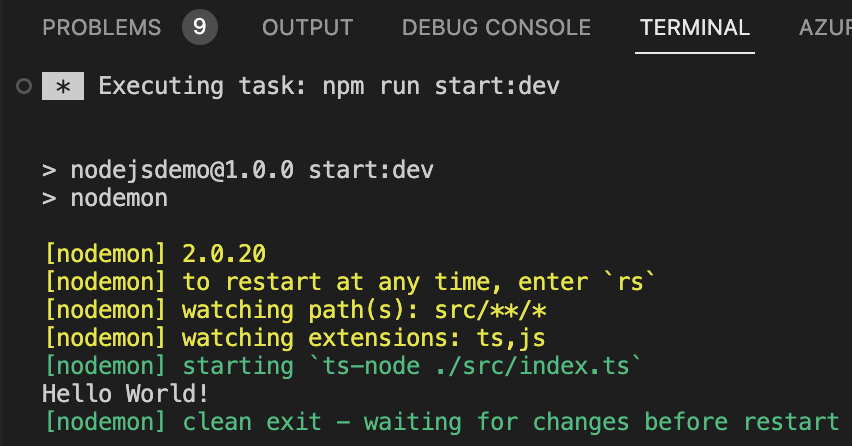 PROBLEMS 9 OUTPUT DEBUG CONSOLE TERMINAL AZUR
* Executing task: npm run start:dev
> nodejsdemo@1.0.0 start:dev
> nodemon
[nodemon] 2.0.20
[nodemon] to restart at any time, enter `rs`
[nodemon] watching path(s): src/**/*
[nodemon] watching extensions: ts,js
[nodemon] starting `ts-node ./src/index.ts`
Hello World!
[nodemon] clean exit - waiting for changes before restart